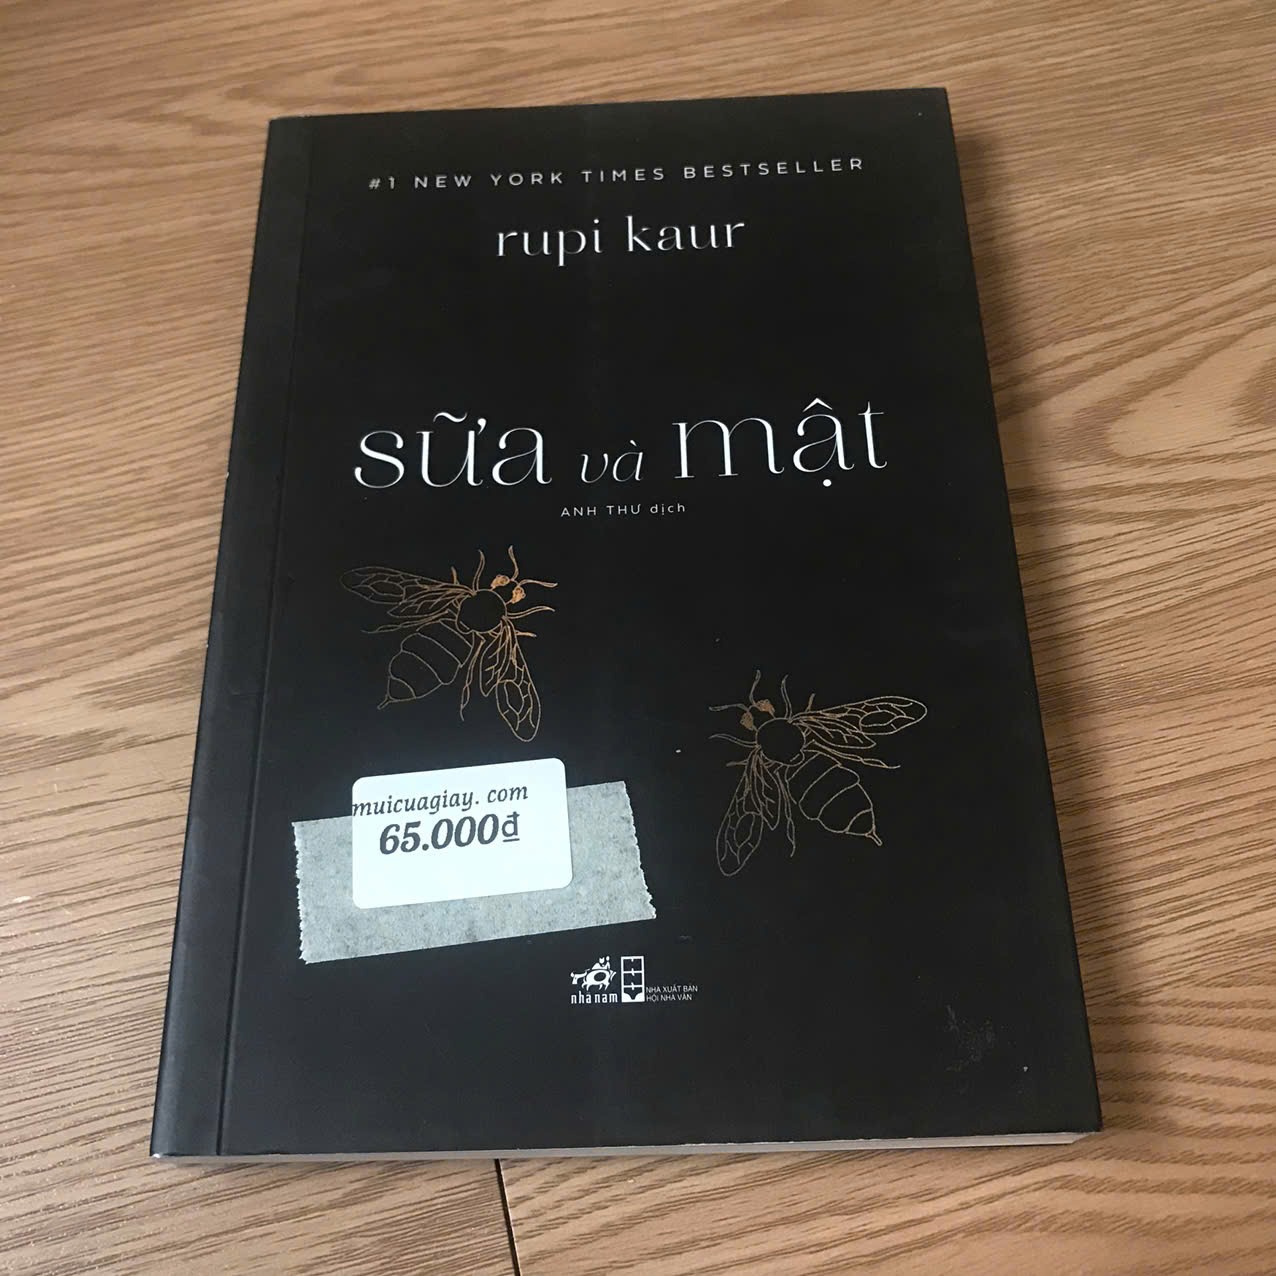 #1 NEW YORK TIMES BESTSELLER
rupi kaur
sữa và mật
ANH THƯ dịch
muicuagiay. com
65.000₫
nhã nam
NHÀ XUẤT BẢN
HỘI NHÀ VĂN